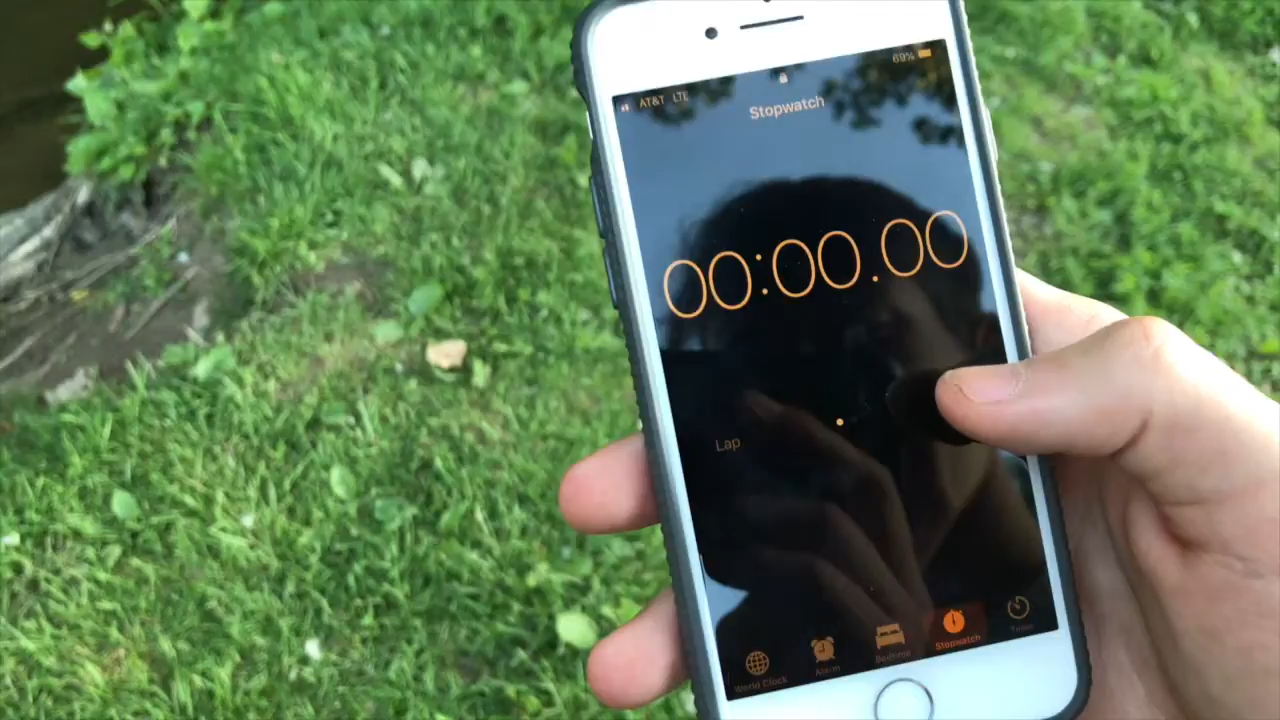 AT&T LTE 69%
Stopwatch
00:00.00
Lap
World Clock Alarm Bedtime Stopwatch Timer